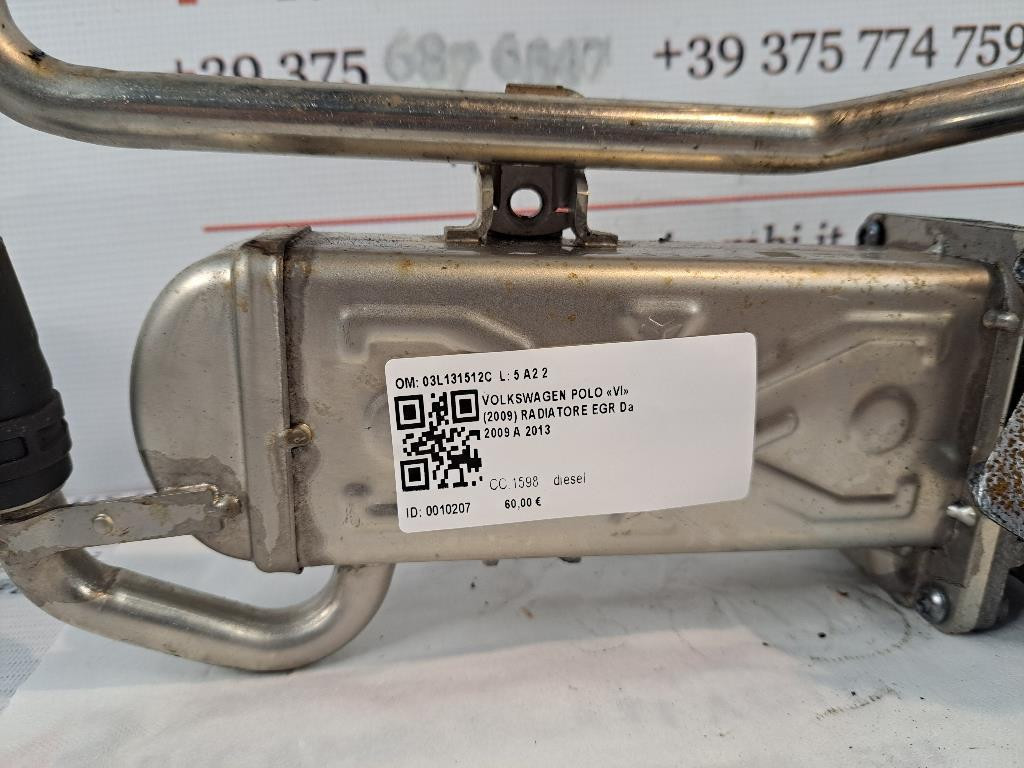 +39 375
+39 375 774 759
OM: 03L131512C L: 5 A2 2
VOLKSWAGEN POLO «VI»
(2009) RADIATORE EGR Da
2009 A 2013
CC 1598 diesel
ID: 0010207 60,00 €